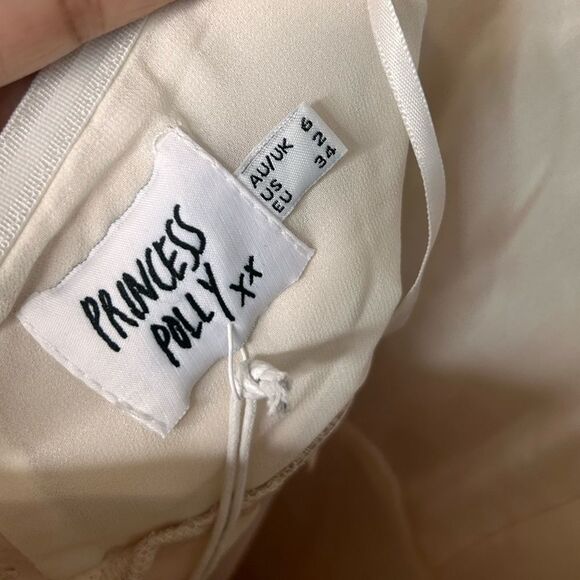 PRINCESS
POLLY xx
AU/UK 6
US 2
EU 34